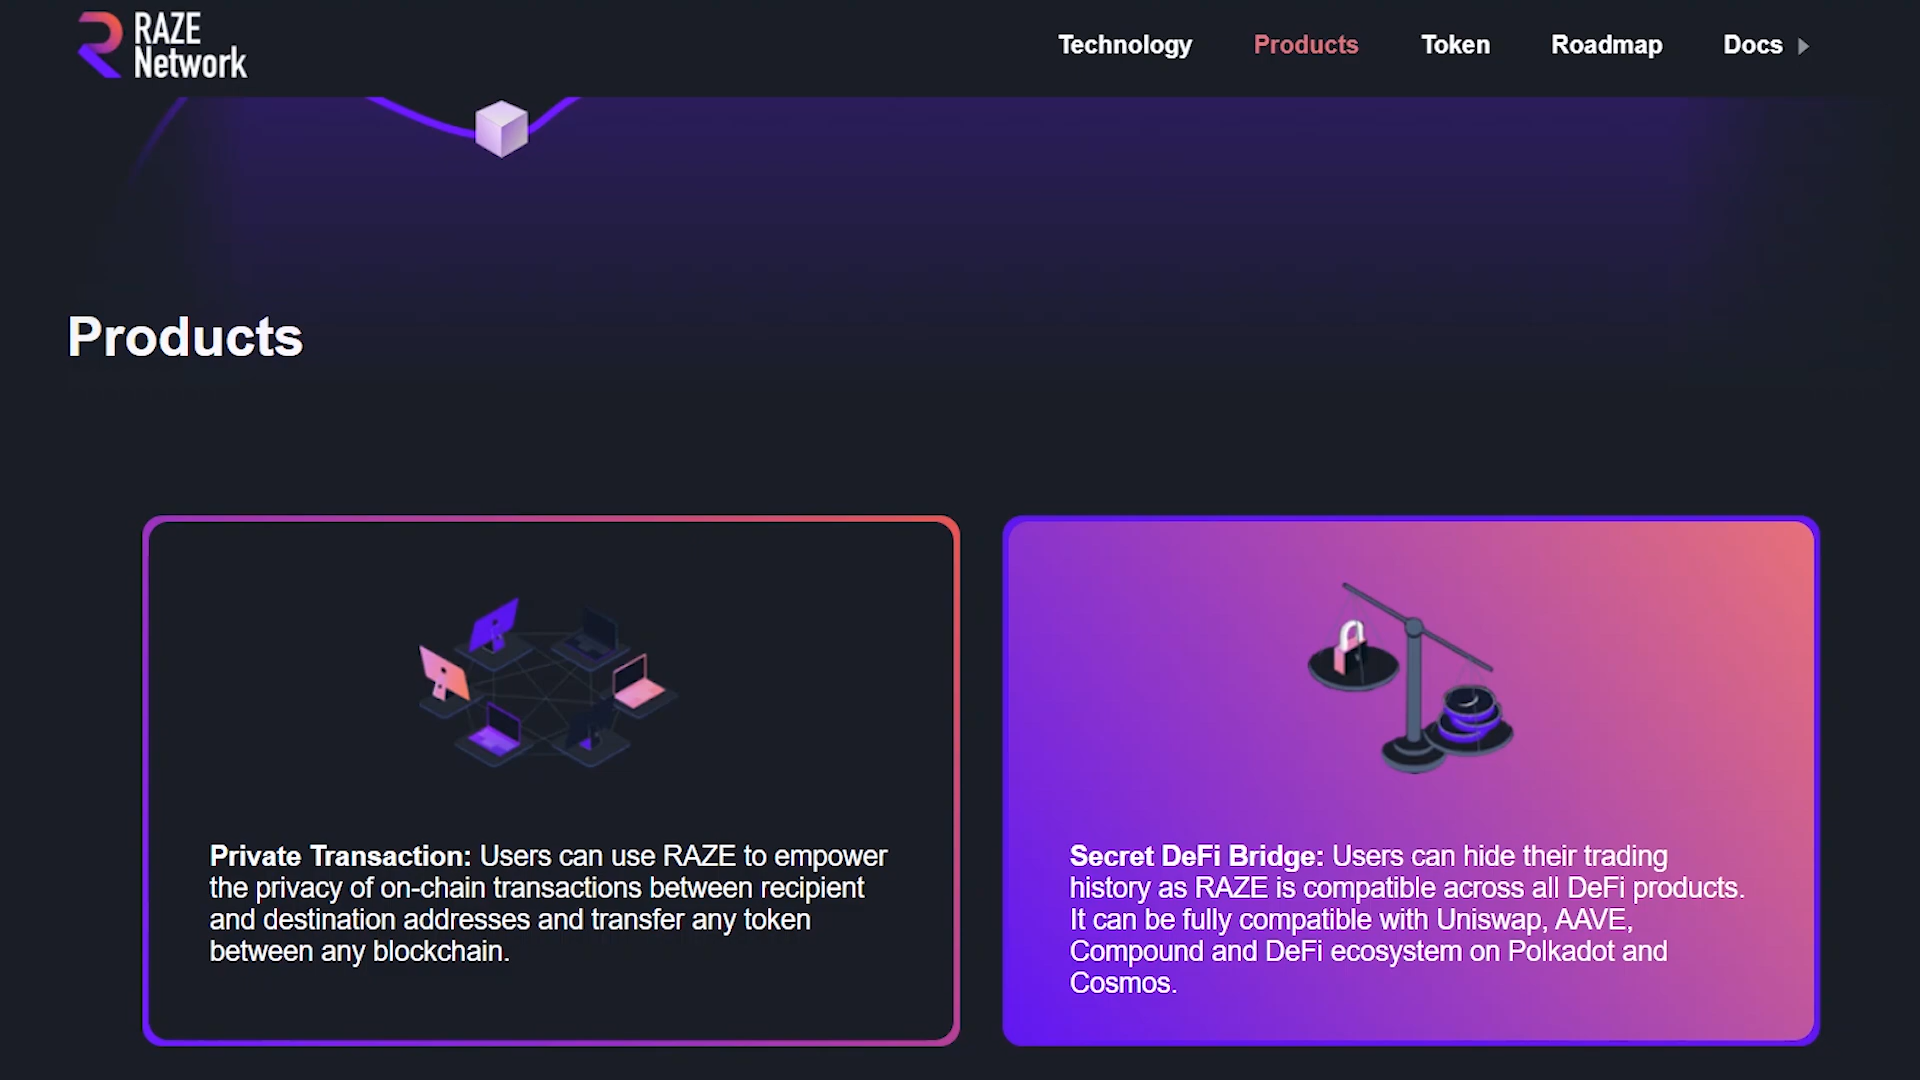 RAZE
Network
Technology
Products
Token
Roadmap
Docs
Products
Private Transaction: Users can use RAZE to empower
the privacy of on-chain transactions between recipient
and destination addresses and transfer any token
between any blockchain.
Secret DeFi Bridge: Users can hide their trading
history as RAZE is compatible across all DeFi products.
It can be fully compatible with Uniswap, AAVE,
Compound and DeFi ecosystem on Polkadot and
Cosmos.